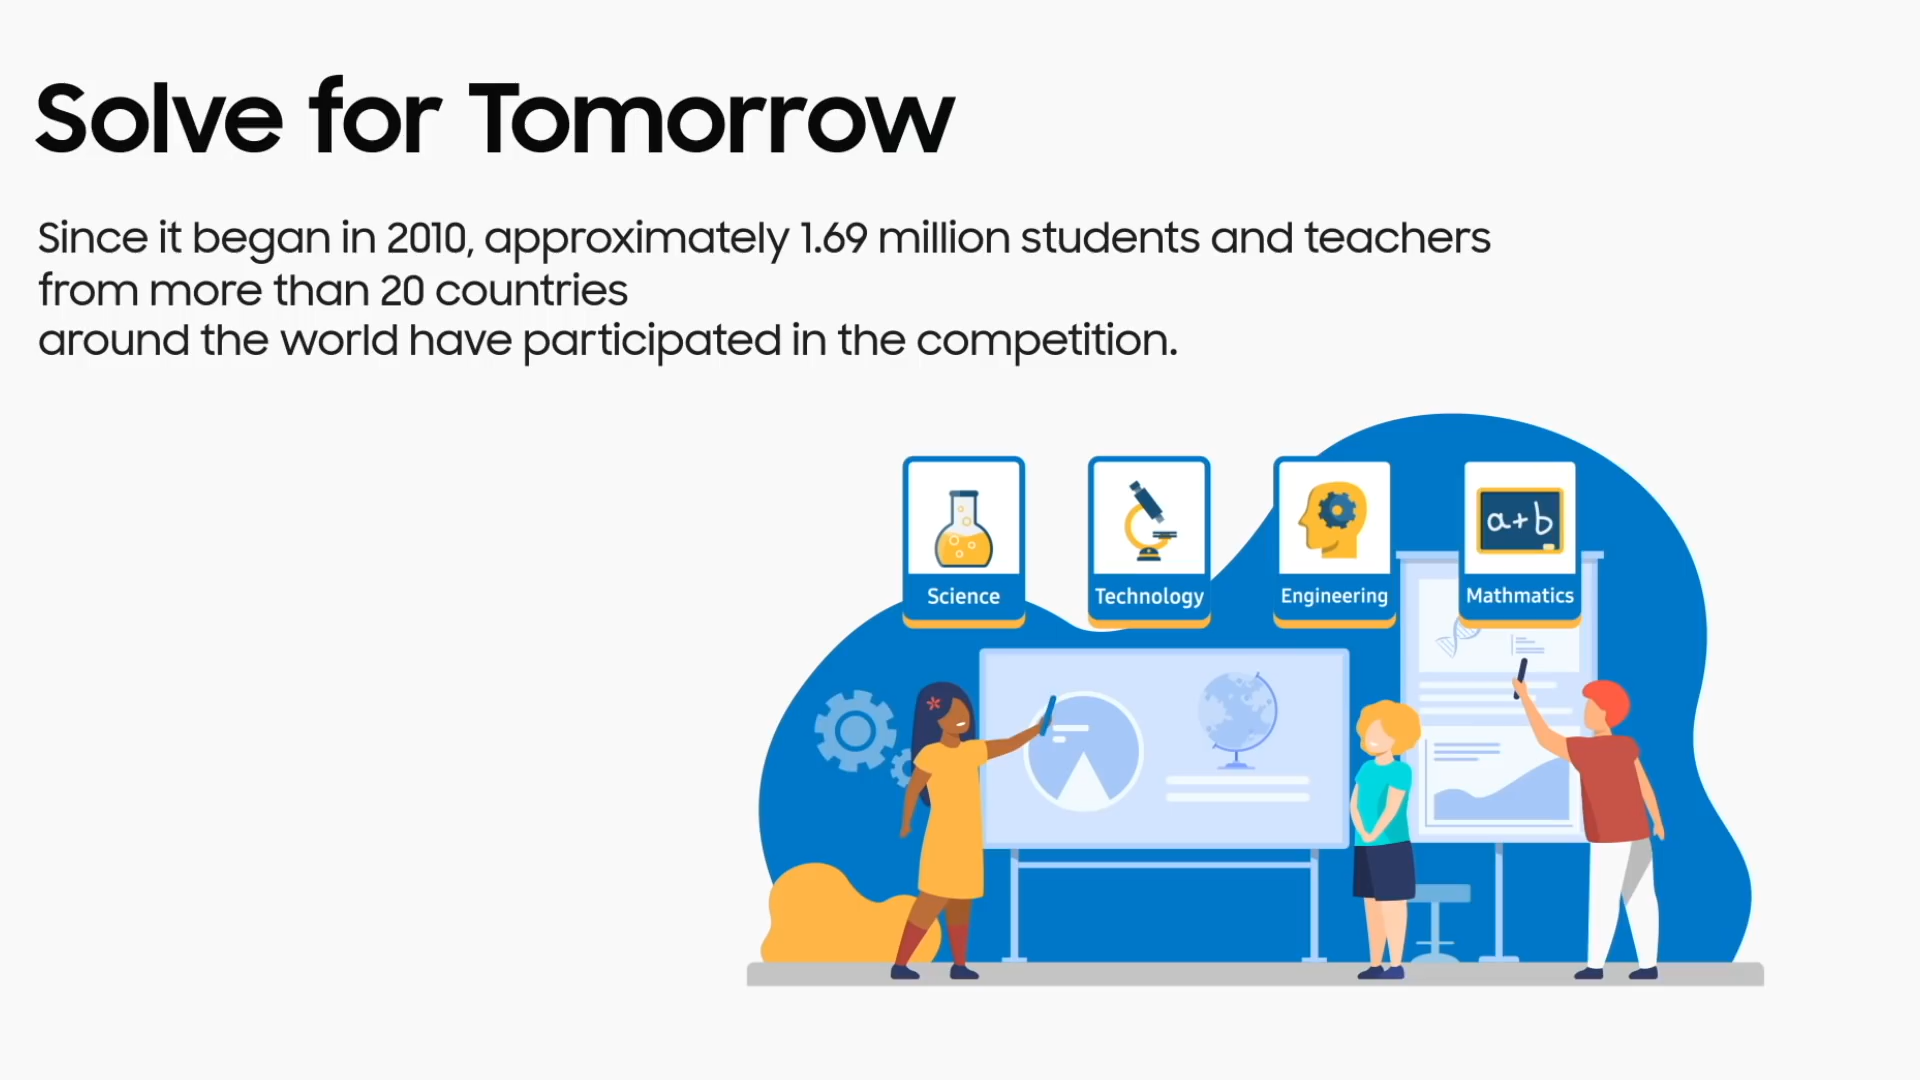 Solve for Tomorrow
Since it began in 2010, approximately 1.69 million students and teachers
from more than 20 countries
around the world have participated in the competition.
a+b
Science
Technology
Engineering
Mathmatics